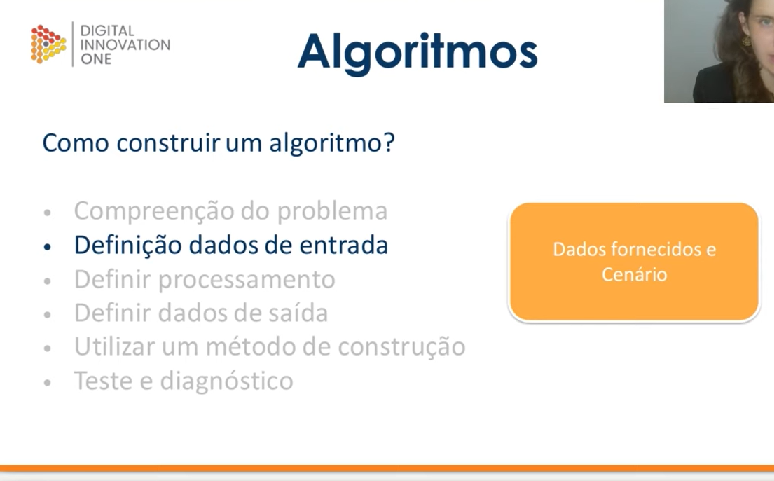 DIGITAL
INNOVATION
ONE
Algoritmos
Como construir um algoritmo?
• Compreenção do problema
• Definição dados de entrada
• Definir processamento
• Definir dados de saída
• Utilizar um método de construção
• Teste e diagnóstico
Dados fornecidos e
Cenário